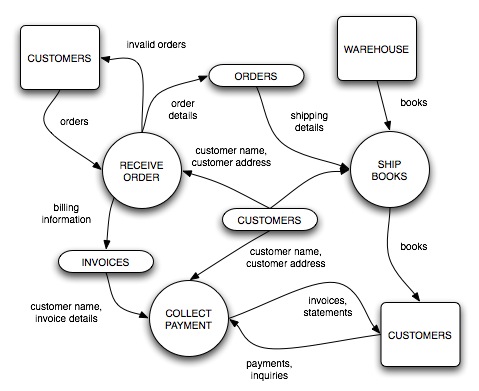 invalid orders
CUSTOMERS
WAREHOUSE
ORDERS
order
details
books
orders
shipping
details
customer name,
customer address
RECEIVE
ORDER
SHIP
BOOKS
billing
information
CUSTOMERS
books
customer name,
customer address
INVOICES
customer name,
invoice details
COLLECT
PAYMENT
invoices,
statements
CUSTOMERS
payments,
inquiries